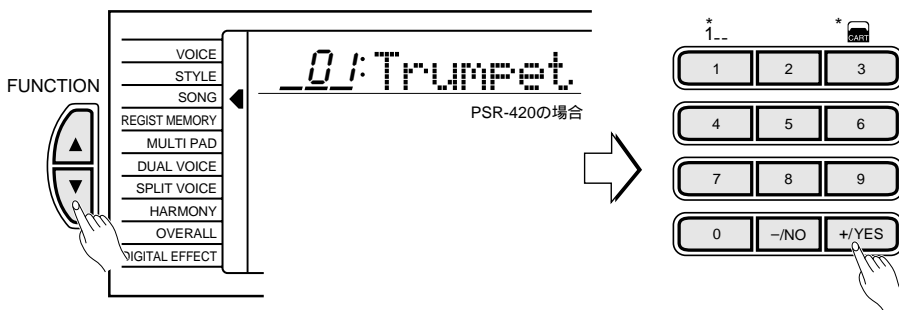 FUNCTION
VOICE
STYLE
SONG
REGIST MEMORY
MULTI PAD
DUAL VOICE
SPLIT VOICE
HARMONY
OVERALL
DIGITAL EFFECT
_01:Trumpet
PSR-420の場合
*
1--
*
CART
1 2 3
4 5 6
7 8 9
0 −/NO +/YES